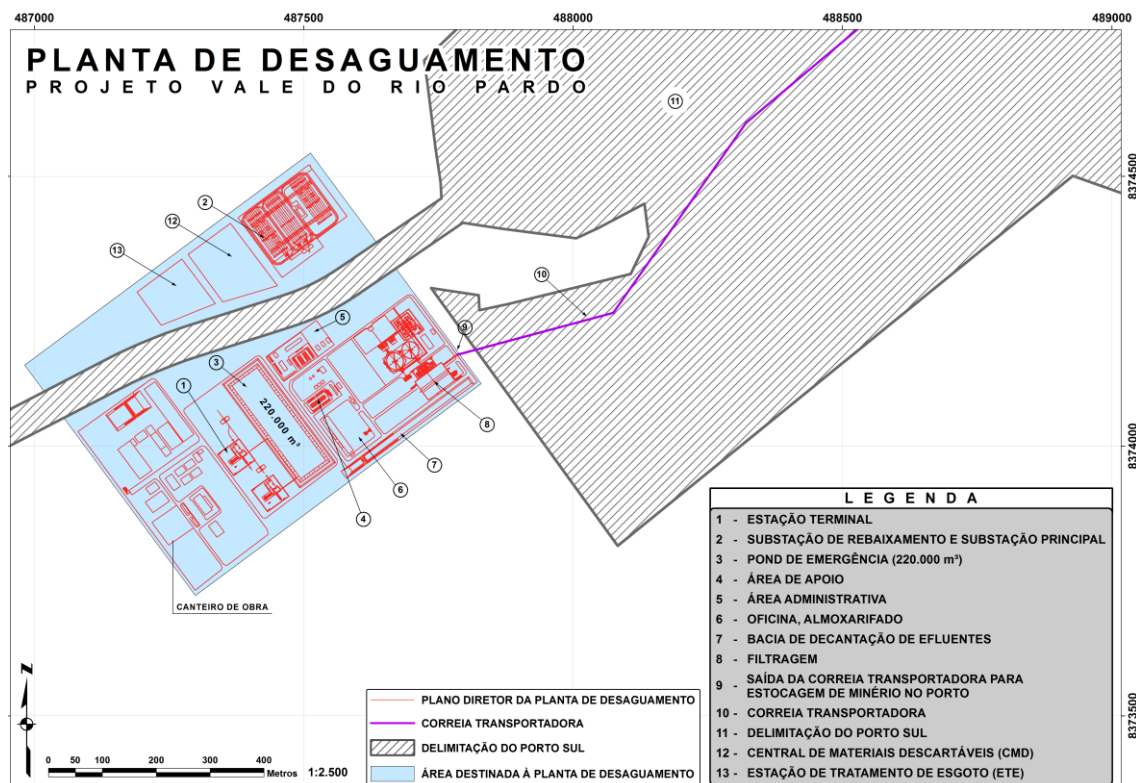 487000 487500 488000 488500 489000
PLANTA DE DESAGUAMENTO
PROJETO VALE DO RIO PARDO
11
8374500
2
12
13
10
5
9
3
1
220.000 m³
8
8374000
7
6
4
CANTEIRO DE OBRA
LEGENDA
1 - ESTAÇÃO TERMINAL
2 - SUBSTAÇÃO DE REBAIXAMENTO E SUBSTAÇÃO PRINCIPAL
3 - POND DE EMERGÊNCIA (220.000 m³)
4 - ÁREA DE APOIO
5 - ÁREA ADMINISTRATIVA
6 - OFICINA, ALMOXARIFADO
7 - BACIA DE DECANTAÇÃO DE EFLUENTES
8 - FILTRAGEM
9 - SAÍDA DA CORREIA TRANSPORTADORA PARA
ESTOCAGEM DE MINÉRIO NO PORTO
10 - CORREIA TRANSPORTADORA
11 - DELIMITAÇÃO DO PORTO SUL
12 - CENTRAL DE MATERIAIS DESCARTÁVEIS (CMD)
13 - ESTAÇÃO DE TRATAMENTO DE ESGOTO (ETE)
8373500
PLANO DIRETOR DA PLANTA DE DESAGUAMENTO
CORREIA TRANSPORTADORA
DELIMITAÇÃO DO PORTO SUL
ÁREA DESTINADA À PLANTA DE DESAGUAMENTO
N
0 50 100 200 300 400
Metros 1:2.500